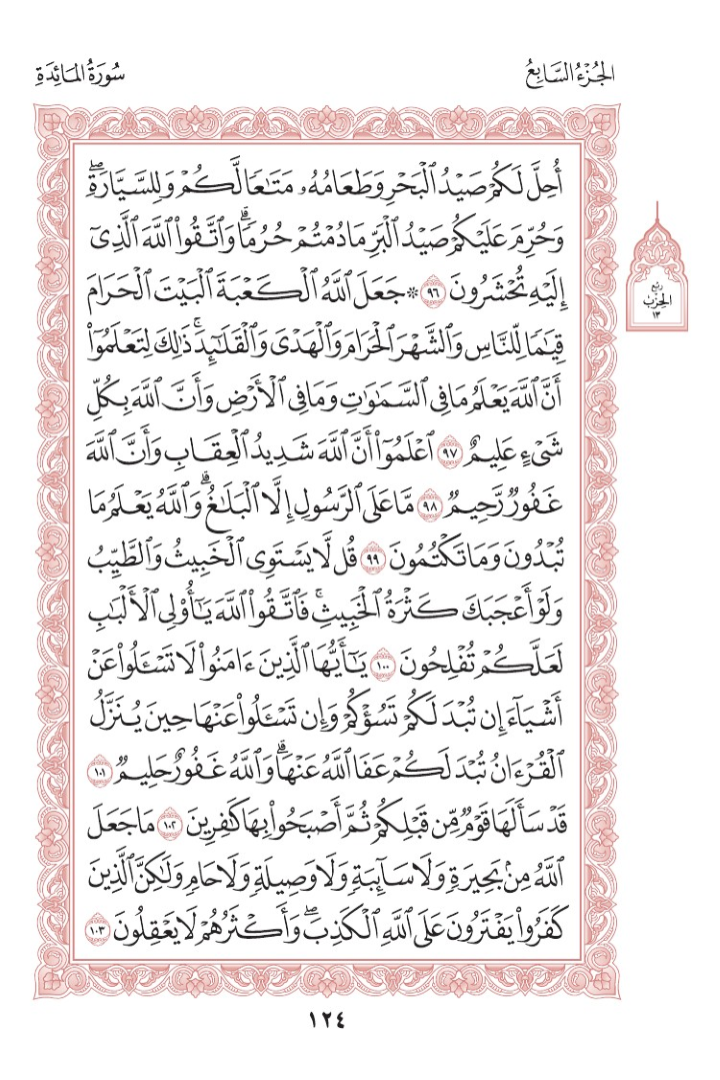 الجُزْءُ السَّابِعُ
سُورَةُ المَائِدَةِ
أُحِلَّ لَكُمۡ صَيۡدُ ٱلۡبَحۡرِ وَطَعَامُهُۥ مَتَٰعٗا لَّكُمۡ وَلِلسَّيَّارَةِۖ
وَحُرِّمَ عَلَيۡكُمۡ صَيۡدُ ٱلۡبَرِّ مَا دُمۡتُمۡ حُرُمٗاۗ وَٱتَّقُواْ ٱللَّهَ ٱلَّذِيٓ
إِلَيۡهِ تُحۡشَرُونَ ٩٦ ۞ جَعَلَ ٱللَّهُ ٱلۡكَعۡبَةَ ٱلۡبَيۡتَ ٱلۡحَرَامَ
قِيَٰمٗا لِّلنَّاسِ وَٱلشَّهۡرَ ٱلۡحَرَامَ وَٱلۡهَدۡيَ وَٱلۡقَلَٰٓئِدَۚ ذَٰلِكَ لِتَعۡلَمُوٓاْ
أَنَّ ٱللَّهَ يَعۡلَمُ مَا فِي ٱلسَّمَٰوَٰتِ وَمَا فِي ٱلۡأَرۡضِ وَأَنَّ ٱللَّهَ بِكُلِّ
شَيۡءٍ عَلِيمٌ ٩٧ ٱعۡلَمُوٓاْ أَنَّ ٱللَّهَ شَدِيدُ ٱلۡعِقَابِ وَأَنَّ ٱللَّهَ
غَفُورٞ رَّحِيمٞ ٩٨ مَّا عَلَى ٱلرَّسُولِ إِلَّا ٱلۡبَلَٰغُۗ وَٱللَّهُ يَعۡلَمُ مَا
تُبۡدُونَ وَمَا تَكۡتُمُونَ ٩٩ قُل لَّا يَسۡتَوِي ٱلۡخَبِيثُ وَٱلطَّيِّبُ
وَلَوۡ أَعۡجَبَكَ كَثۡرَةُ ٱلۡخَبِيثِۚ فَٱتَّقُواْ ٱللَّهَ يَٰٓأُوْلِي ٱلۡأَلۡبَٰبِ
لَعَلَّكُمۡ تُفۡلِحُونَ ١٠٠ يَٰٓأَيُّهَا ٱلَّذِينَ ءَامَنُواْ لَا تَسۡـَٔلُواْ عَنۡ
أَشۡيَآءَ إِن تُبۡدَ لَكُمۡ تَسُؤۡكُمۡ وَإِن تَسۡـَٔلُواْ عَنۡهَا حِينَ يُنَزَّلُ
ٱلۡقُرۡءَانُ تُبۡدَ لَكُمۡ عَفَا ٱللَّهُ عَنۡهَاۗ وَٱللَّهُ غَفُورٌ حَلِيمٞ ١٠١
قَدۡ سَأَلَهَا قَوۡمٞ مِّن قَبۡلِكُمۡ ثُمَّ أَصۡبَحُواْ بِهَا كَٰفِرِينَ ١٠٢ مَا جَعَلَ
ٱللَّهُ مِنۢ بَحِيرَةٖ وَلَا سَآئِبَةٖ وَلَا وَصِيلَةٖ وَلَا حَامٖ وَلَٰكِنَّ ٱلَّذِينَ
كَفَرُواْ يَفۡتَرُونَ عَلَى ٱللَّهِ ٱلۡكَذِبَۖ وَأَكۡثَرُهُمۡ لَا يَعۡقِلُونَ ١٠٣
ربع
الحِزْب
١٣
١٢٤